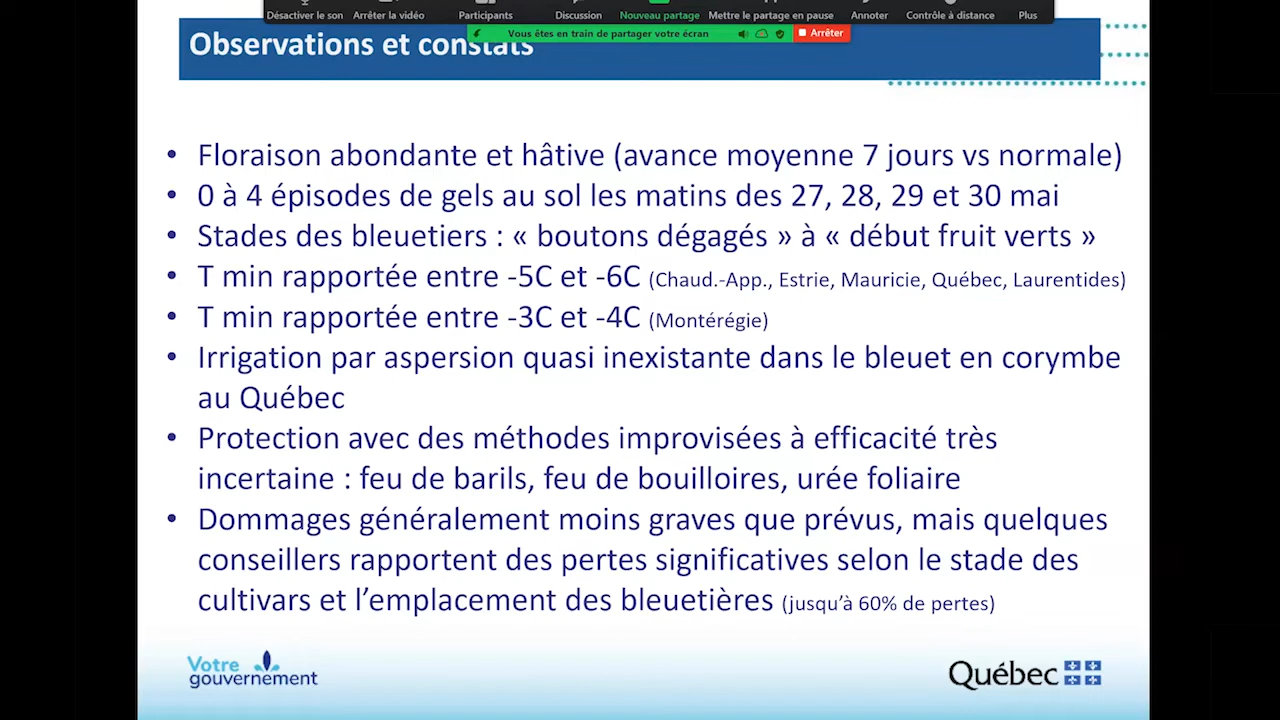 Désactiver le son Arrêter la vidéo Participants Discussion Nouveau partage Mettre le partage en pause Annoter Contrôle à distance Plus
Vous êtes en train de partager votre écran Arrêter
Observations et constats
• Floraison abondante et hâtive (avance moyenne 7 jours vs normale)
• 0 à 4 épisodes de gels au sol les matins des 27, 28, 29 et 30 mai
• Stades des bleuetiers : « boutons dégagés » à « début fruit verts »
• T min rapportée entre -5C et -6C (Chaud.-App., Estrie, Mauricie, Québec, Laurentides)
• T min rapportée entre -3C et -4C (Montérégie)
• Irrigation par aspersion quasi inexistante dans le bleuet en corymbe
au Québec
• Protection avec des méthodes improvisées à efficacité très
incertaine : feu de barils, feu de bouilloires, urée foliaire
• Dommages généralement moins graves que prévus, mais quelques
conseillers rapportent des pertes significatives selon le stade des
cultivars et l'emplacement des bleuetières (jusqu'à 60% de pertes)
Votre
gouvernement
Québec